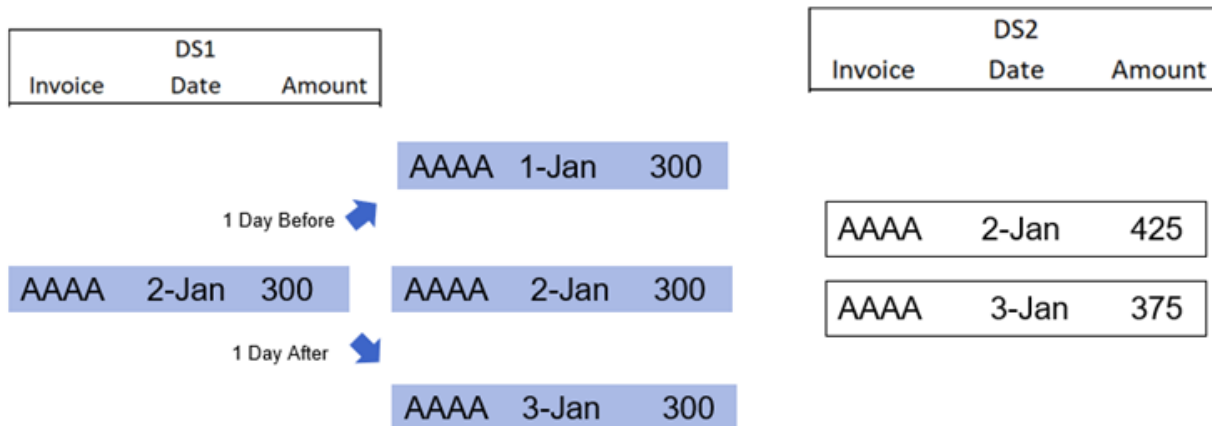 DS1
Invoice Date Amount
DS2
Invoice Date Amount
AAAA 1-Jan 300
1 Day Before
AAAA 2-Jan 425
AAAA 2-Jan 300
AAAA 2-Jan 300
AAAA 3-Jan 375
1 Day After
AAAA 3-Jan 300